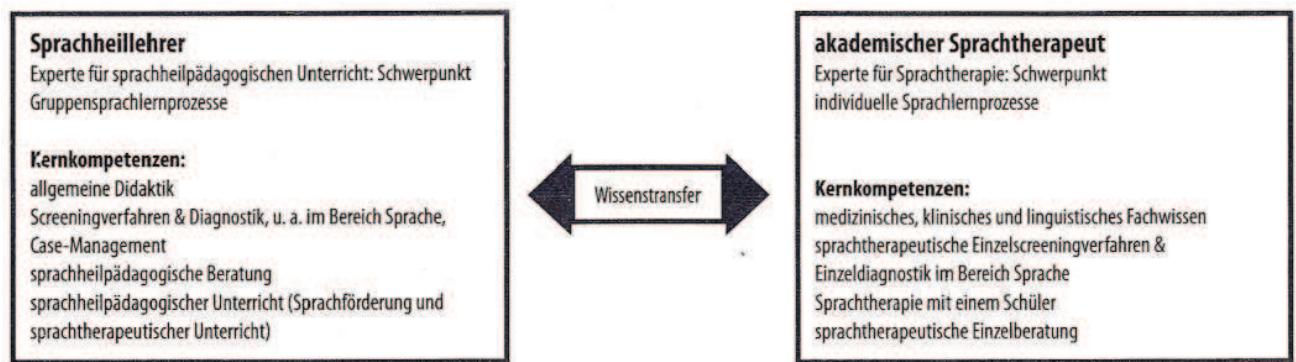 Sprachheillehrer
Experte für sprachheilpädagogischen Unterricht: Schwerpunkt
Gruppensprachlernprozesse
Kernkompetenzen:
allgemeine Didaktik
Screeningverfahren & Diagnostik, u. a. im Bereich Sprache,
Case-Management
sprachheilpädagogische Beratung
sprachheilpädagogischer Unterricht (Sprachförderung und
sprachtherapeutischer Unterricht)
Wissenstransfer
akademischer Sprachtherapeut
Experte für Sprachtherapie: Schwerpunkt
individuelle Sprachlernprozesse
Kernkompetenzen:
medizinisches, klinisches und linguistisches Fachwissen
sprachtherapeutische Einzelscreeningverfahren &
Einzeldiagnostik im Bereich Sprache
Sprachtherapie mit einem Schüler
sprachtherapeutische Einzelberatung